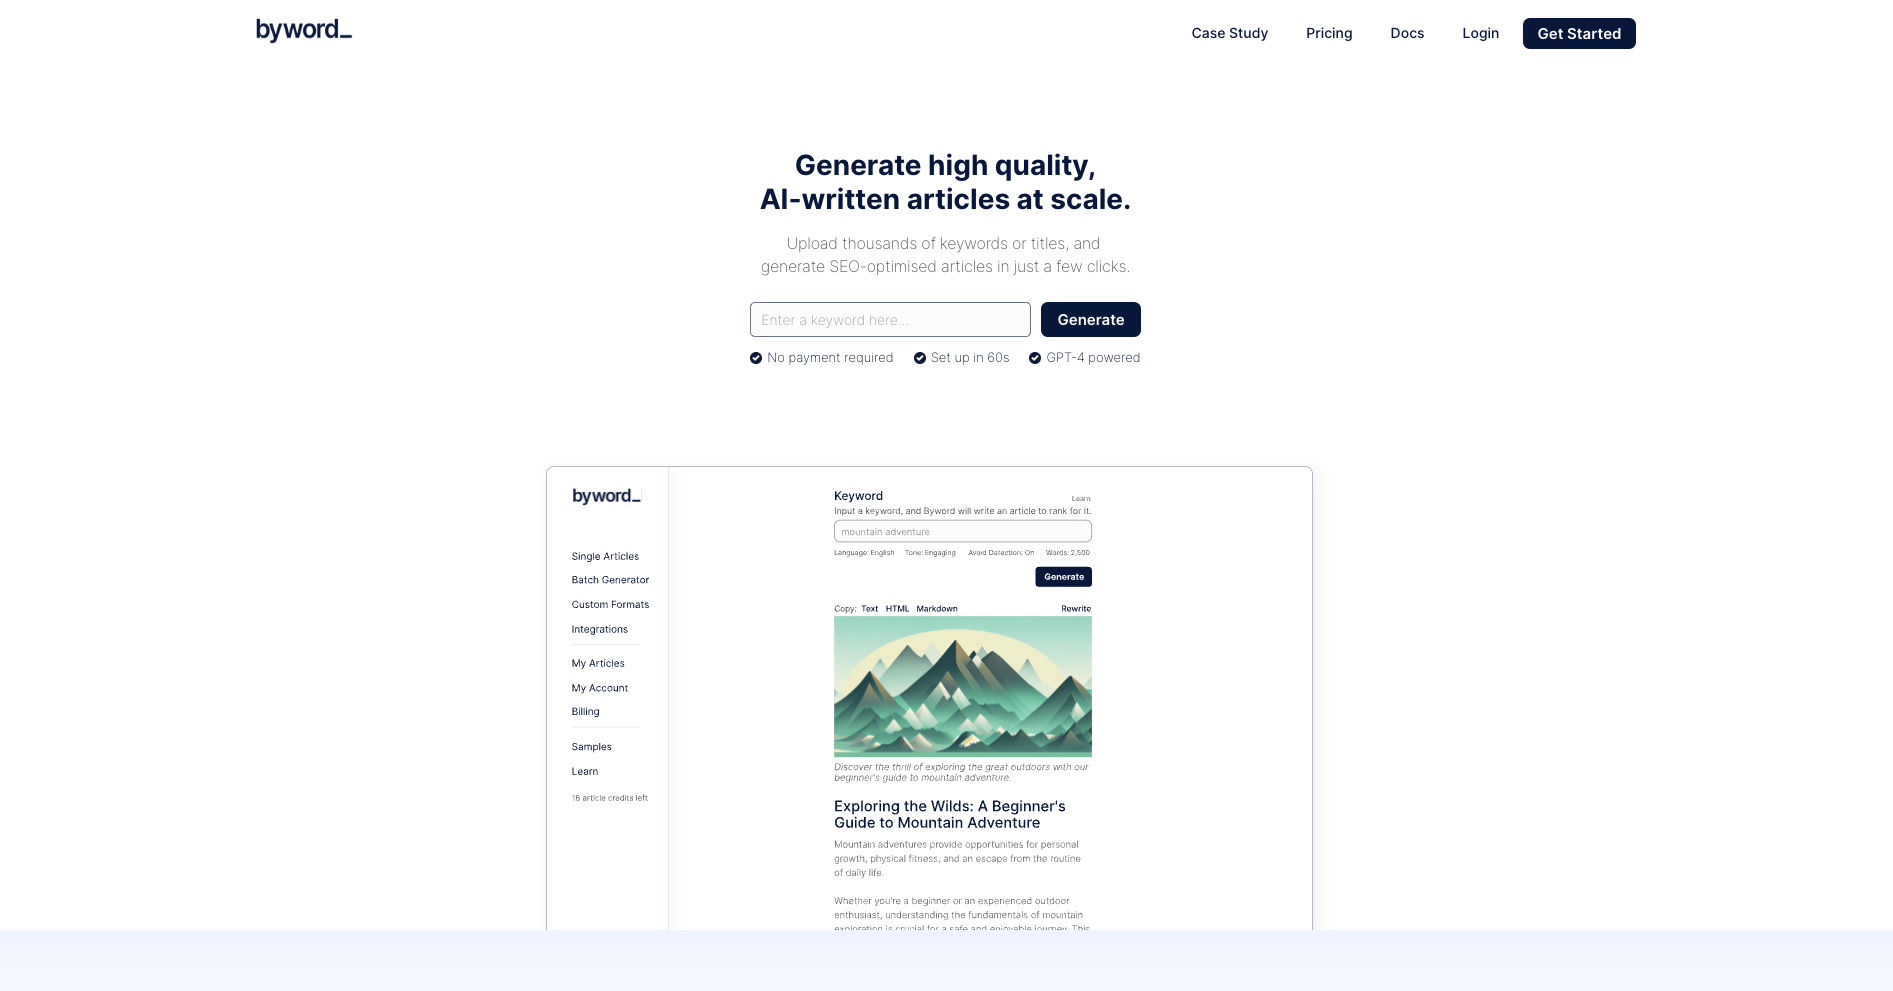 byword_
Case Study
Pricing
Docs
Login
Get Started
Generate high quality,
AI-written articles at scale.
Upload thousands of keywords or titles, and
generate SEO-optimised articles in just a few clicks.
Enter a keyword here...
Generate
No payment required
Set up in 60s
GPT-4 powered
byword_
Single Articles
Batch Generator
Custom Formats
Integrations
My Articles
My Account
Billing
Samples
Learn
16 article credits left
Keyword
Learn
Input a keyword, and Byword will write an article to rank for it.
mountain adventure
Language: English Tone: Engaging Avoid Detection: On Words: 2,500
Generate
Copy: Text HTML Markdown Rewrite
Discover the thrill of exploring the great outdoors with our
beginner's guide to mountain adventure.
Exploring the Wilds: A Beginner's
Guide to Mountain Adventure
Mountain adventures provide opportunities for personal
growth, physical fitness, and an escape from the routine
of daily life.
Whether you're a beginner or an experienced outdoor
enthusiast, understanding the fundamentals of mountain
exploration is crucial for a safe and enjoyable journey. This